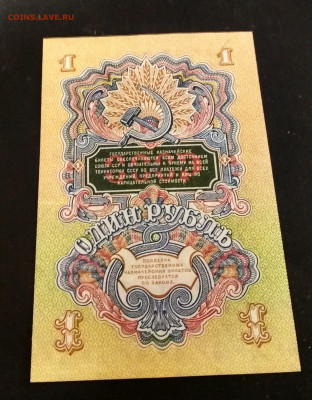 COINS.LAVE.RU
1 1
ГОСУДАРСТВЕННЫЕ КАЗНАЧЕЙСКИЕ
БИЛЕТЫ ОБЕСПЕЧИВАЮТСЯ ВСЕМ ДОСТОЯНИЕМ
СОЮЗА ССР И ОБЯЗАТЕЛЬНЫ К ПРИЕМУ НА ВСЕЙ
ТЕРРИТОРИИ СССР ВО ВСЕ ПЛАТЕЖИ ДЛЯ ВСЕХ
УЧРЕЖДЕНИЙ, ПРЕДПРИЯТИЙ И ЛИЦ ПО
НАРИЦАТЕЛЬНОЙ СТОИМОСТИ.
ОДИН РУБЛЬ
ПОДДЕЛКА
ГОСУДАРСТВЕННЫХ
КАЗНАЧЕЙСКИХ БИЛЕТОВ
ПРЕСЛЕДУЕТСЯ
ПО ЗАКОНУ.
1 1